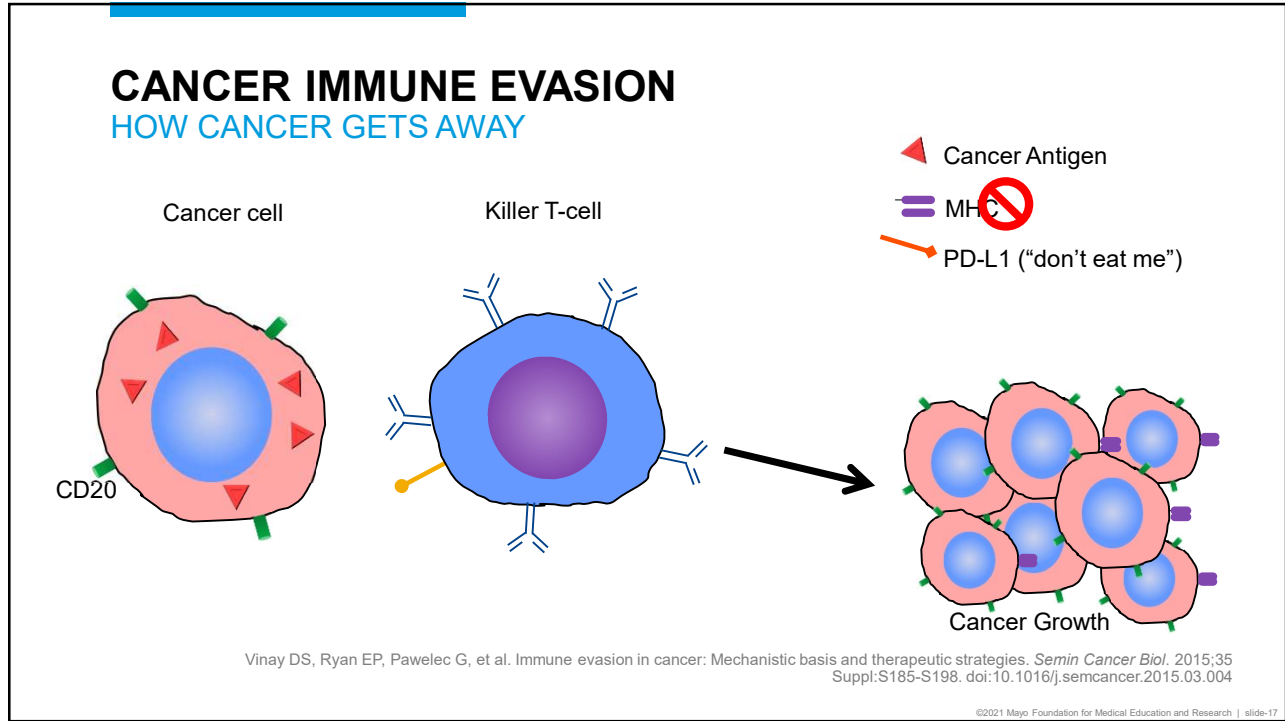 CANCER IMMUNE EVASION
HOW CANCER GETS AWAY
Cancer Antigen
MHC
PD-L1 (“don’t eat me”)
Cancer cell
Killer T-cell
CD20
Cancer Growth
Vinay DS, Ryan EP, Pawelec G, et al. Immune evasion in cancer: Mechanistic basis and therapeutic strategies. Semin Cancer Biol. 2015;35
Suppl:S185-S198. doi:10.1016/j.semcancer.2015.03.004
©2021 Mayo Foundation for Medical Education and Research | slide-17